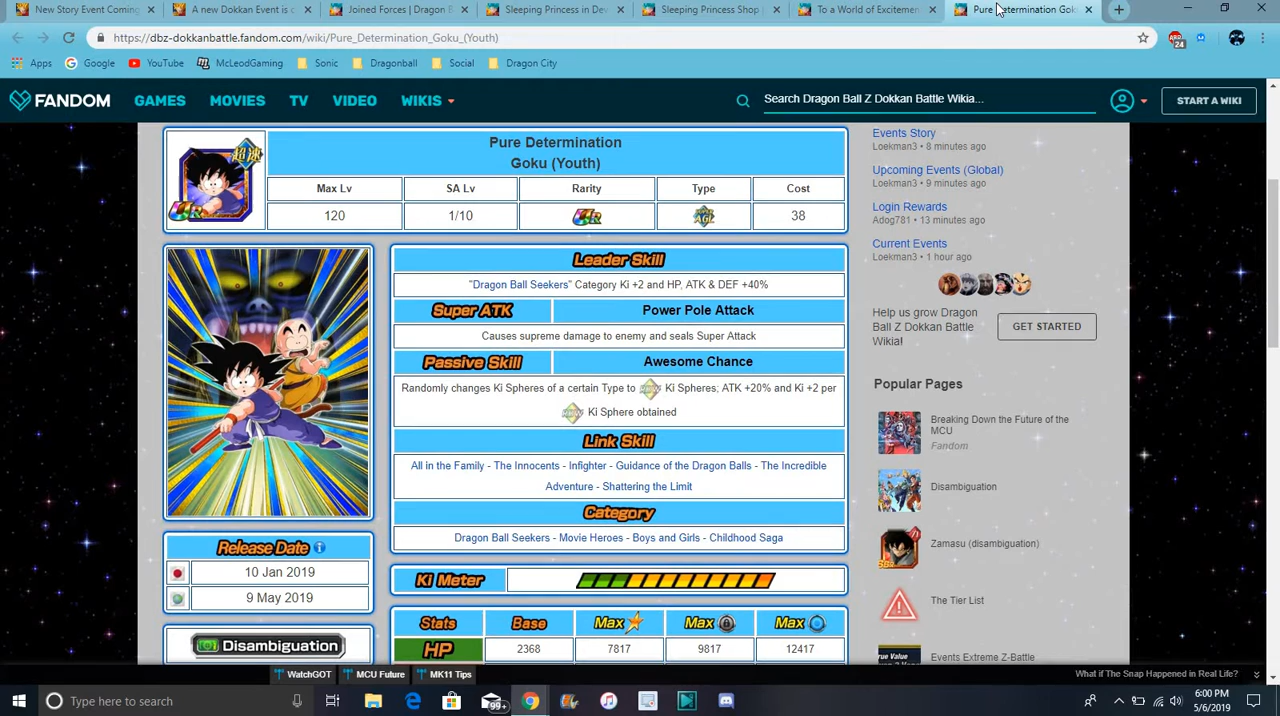 New Story Event Coming
A new Dokkan Event is c
Joined Forces | Dragon B
Sleeping Princess in Dev
Sleeping Princess Shop |
To a World of Excitemen
Pure Determination Gok
https://dbz-dokkanbattle.fandom.com/wiki/Pure_Determination_Goku_(Youth)
24
Apps
Google
YouTube
McLeodGaming
Sonic
Dragonball
Social
Dragon City
FANDOM
GAMES
MOVIES
TV
VIDEO
WIKIS
Search Dragon Ball Z Dokkan Battle Wikia...
START A WIKI
Pure Determination
Goku (Youth)
Max Lv
SA Lv
Rarity
Type
Cost
120
1/10
UR
AGL
38
Leader Skill
"Dragon Ball Seekers" Category Ki +2 and HP, ATK & DEF +40%
Super ATK
Power Pole Attack
Causes supreme damage to enemy and seals Super Attack
Passive Skill
Awesome Chance
Randomly changes Ki Spheres of a certain Type to Ki Spheres; ATK +20% and Ki +2 per
Ki Sphere obtained
Link Skill
All in the Family - The Innocents - Infighter - Guidance of the Dragon Balls - The Incredible
Adventure - Shattering the Limit
Category
Dragon Ball Seekers - Movie Heroes - Boys and Girls - Childhood Saga
Release Date
10 Jan 2019
9 May 2019
Disambiguation
Ki Meter
Stats
Base
Max
Max
Max
HP
2368
7817
9817
12417
Events Story
Loekman3 • 8 minutes ago
Upcoming Events (Global)
Loekman3 • 9 minutes ago
Login Rewards
Adog781 • 13 minutes ago
Current Events
Loekman3 • 1 hour ago
Help us grow Dragon
Ball Z Dokkan Battle
Wikia!
GET STARTED
Popular Pages
Breaking Down the Future of the
MCU
Fandom
Disambiguation
Zamasu (disambiguation)
The Tier List
Events Extreme Z-Battle
WatchGOT
MCU Future
MK11 Tips
What if The Snap Happened in Real Life?
Type here to search
99+
6:00 PM
5/6/2019